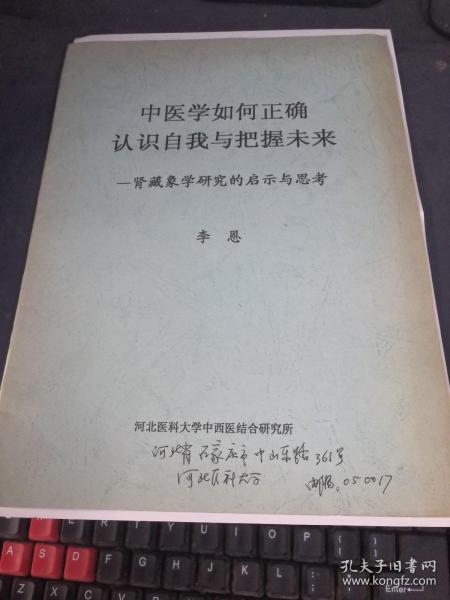 中医学如何正确
认识自我与把握未来
—肾藏象学研究的启示与思考
李 恩
河北医科大学中西医结合研究所
河北省石家庄市中山东路361号
河北医科大学
邮编：050017
A S D F G H J K L
Enter
孔夫子旧书网
www.kongfz.com